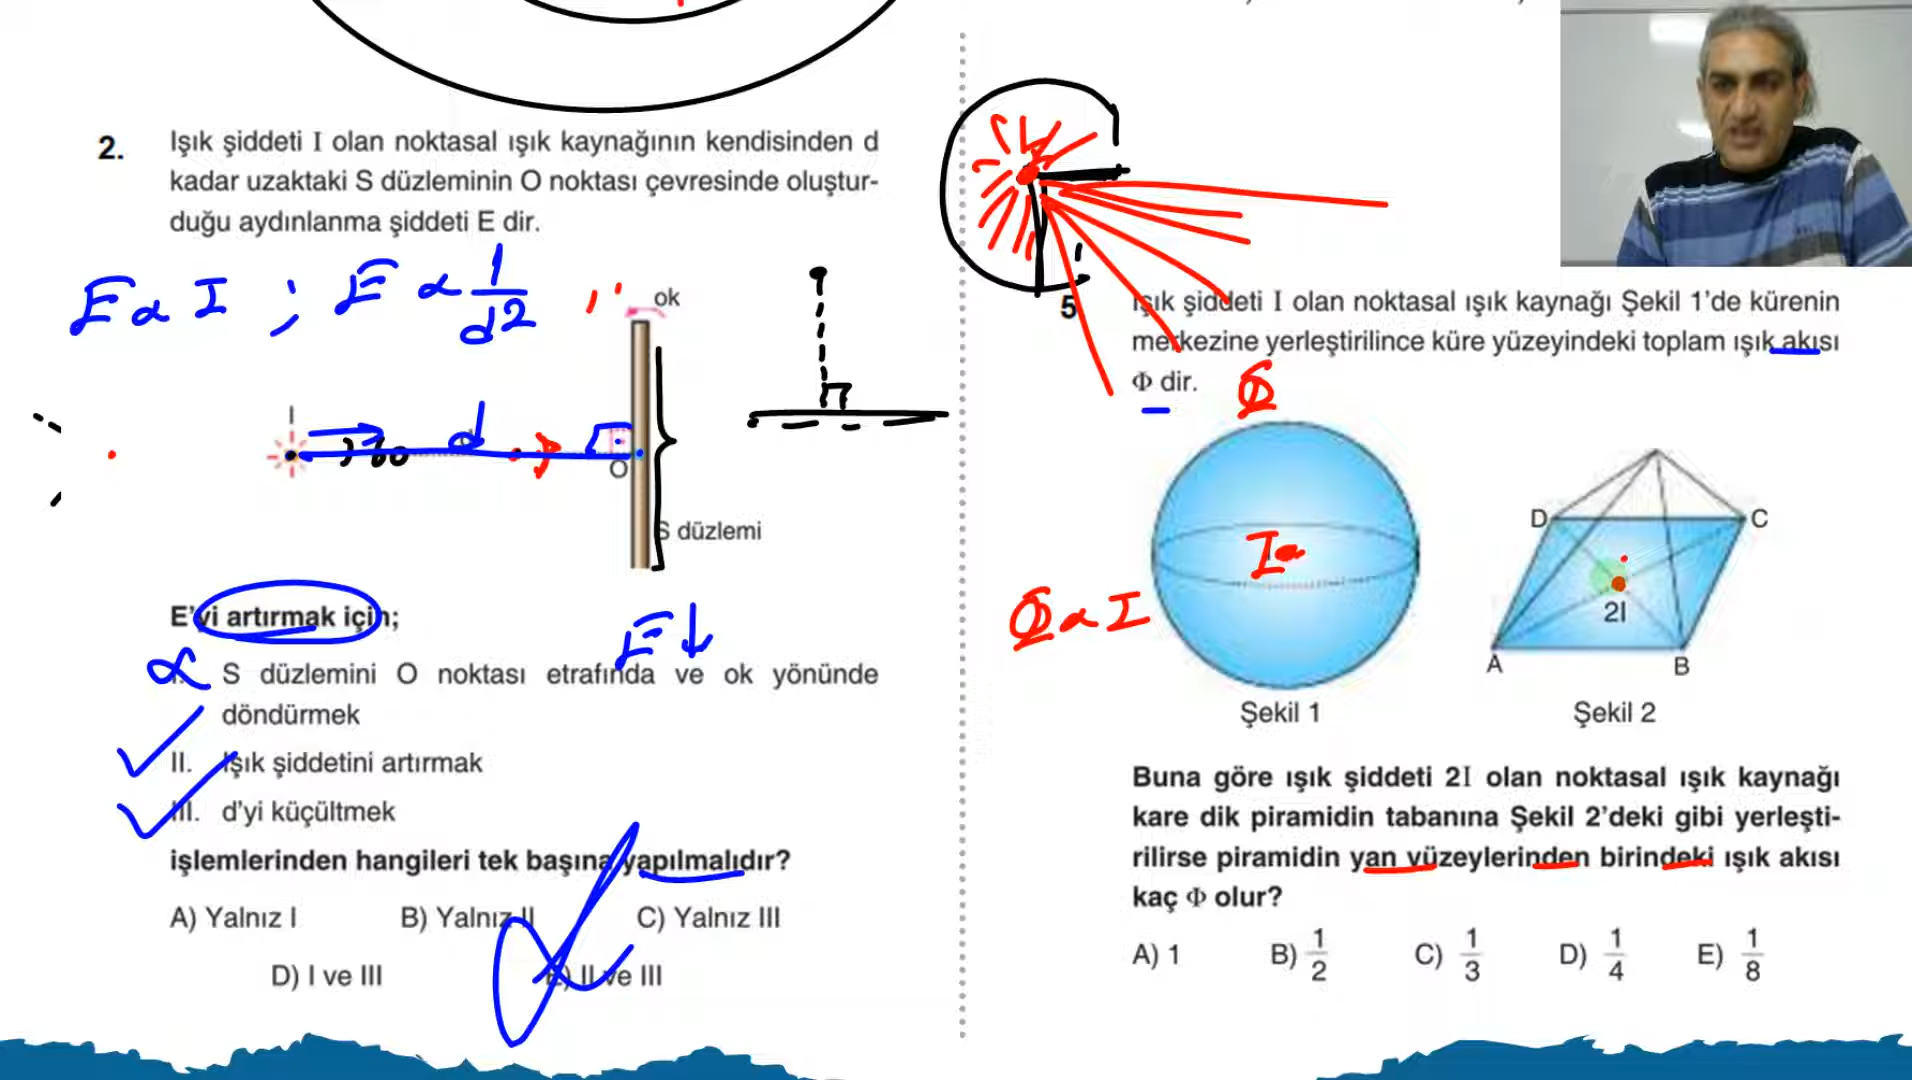 2. Işık şiddeti I olan noktasal ışık kaynağının kendisinden d
kadar uzaktaki S düzleminin O noktası çevresinde oluştur-
duğu aydınlanma şiddeti E dir.
E α I ; E α 1/d2
ok
I
d
O
S düzlemi
E'yi artırmak için;
E↓
I. S düzlemini O noktası etrafında ve ok yönünde
döndürmek
II. Işık şiddetini artırmak
III. d'yi küçültmek
işlemlerinden hangileri tek başına yapılmalıdır?
A) Yalnız I B) Yalnız II C) Yalnız III
D) I ve III E) II ve III
5 Işık şiddeti I olan noktasal ışık kaynağı Şekil 1'de kürenin
merkezine yerleştirilince küre yüzeyindeki toplam ışık akısı
Φ dir.
Φ
I
Φ α I
Şekil 1
D
C
2I
A
B
Şekil 2
Buna göre ışık şiddeti 2I olan noktasal ışık kaynağı
kare dik piramidin tabanına Şekil 2'deki gibi yerleşti-
rilirse piramidin yan yüzeylerinden birindeki ışık akısı
kaç Φ olur?
A) 1 B) 1/2 C) 1/3 D) 1/4 E) 1/8